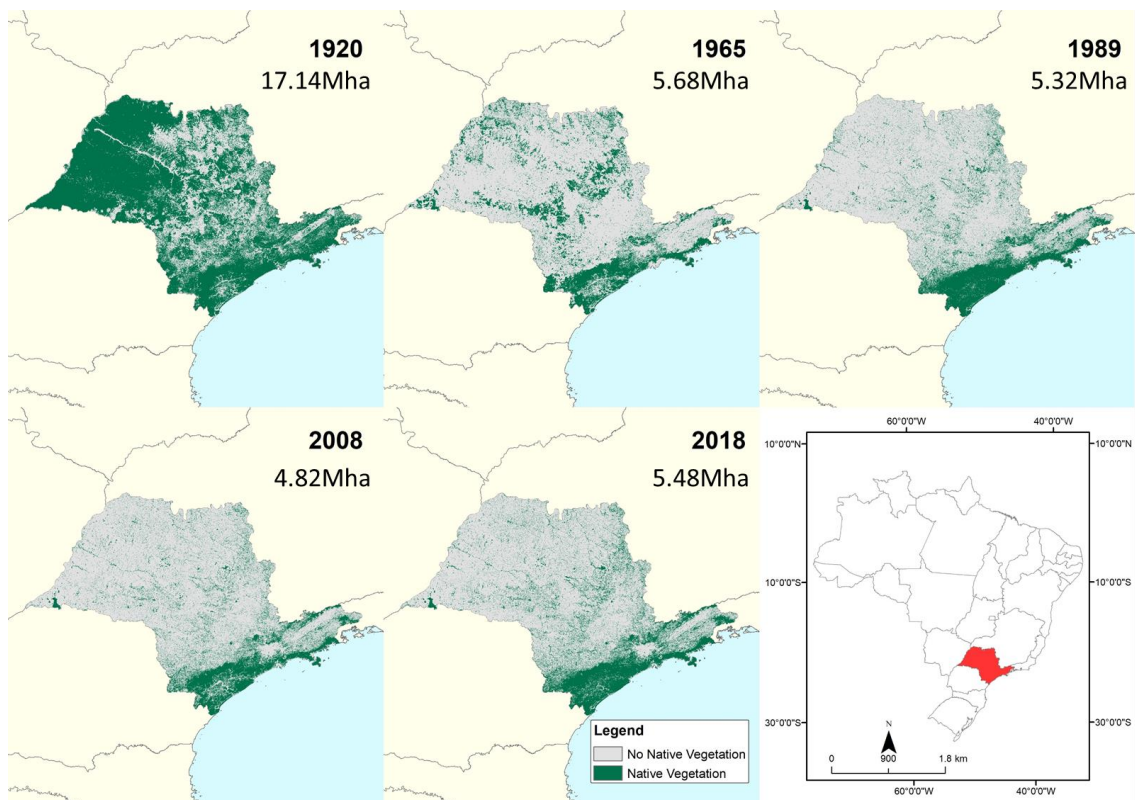 1920
17.14Mha
1965
5.68Mha
1989
5.32Mha
2008
4.82Mha
2018
5.48Mha
Legend
No Native Vegetation
Native Vegetation
60°0'0"W 40°0'0"W
10°0'0"N 10°0'0"N
10°0'0"S 10°0'0"S
30°0'0"S 30°0'0"S
N
0 900 1.8 km
60°0'0"W 40°0'0"W